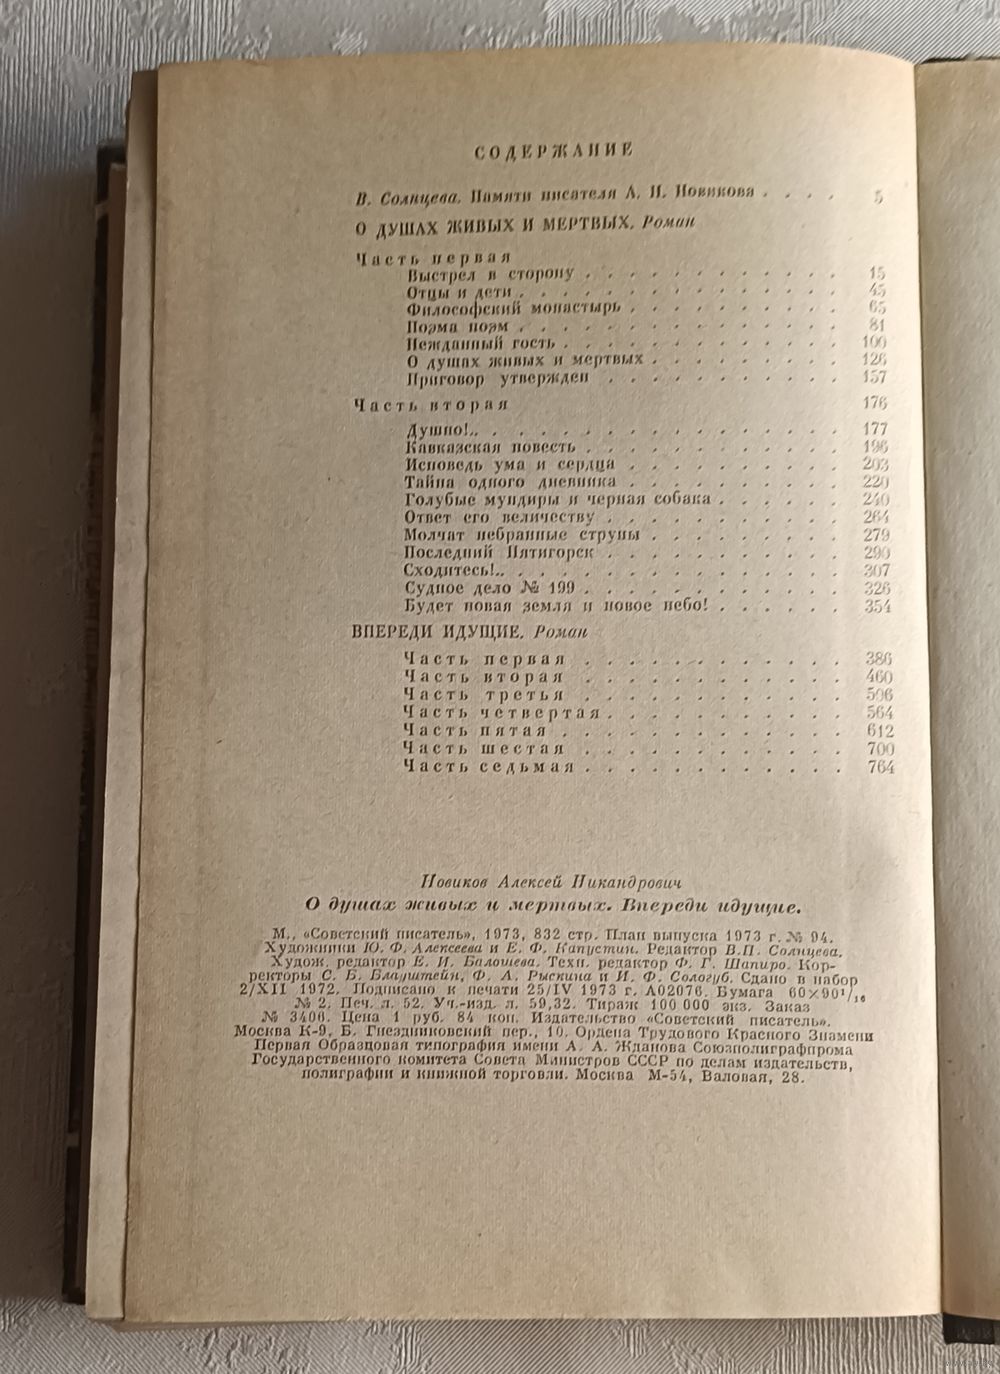 СОДЕРЖАНИЕ
В. Солнцева. Памяти писателя А. Н. Новикова . . . . 5
О ДУШАХ ЖИВЫХ И МЕРТВЫХ. Роман
Часть первая
Выстрел в сторону . . . . . . . . . . . . 15
Отцы и дети . . . . . . . . . . . . . . . 45
Философский монастырь . . . . . . . . . . 65
Поэма поэм . . . . . . . . . . . . . . . 81
Нежданный гость . . . . . . . . . . . . . 100
О душах живых и мертвых . . . . . . . . . 126
Приговор утвержден . . . . . . . . . . . 157
Часть вторая 176
Душно!.. . . . . . . . . . . . . . . . . 177
Кавказская повесть . . . . . . . . . . . 196
Исповедь ума и сердца . . . . . . . . . . 203
Тайна одного дневника . . . . . . . . . . 220
Голубые мундиры и черная собака . . . . . . 240
Ответ его величеству . . . . . . . . . . . 264
Молчат небранные струны . . . . . . . . . 279
Последний Пятигорск . . . . . . . . . . . 290
Сходитесь!.. . . . . . . . . . . . . . . . 307
Судное дело № 199 . . . . . . . . . . . . 326
Будет новая земля и новое небо! . . . . . . 354
ВПЕРЕДИ ИДУЩИЕ. Роман
Часть первая . . . . . . . . . . . . 386
Часть вторая . . . . . . . . . . . . 460
Часть третья . . . . . . . . . . . . 506
Часть четвертая . . . . . . . . . . . 564
Часть пятая . . . . . . . . . . . . . 612
Часть шестая . . . . . . . . . . . . 700
Часть седьмая . . . . . . . . . . . . 764
Новиков Алексей Никандрович
О душах живых и мертвых. Впереди идущие.
М., «Советский писатель», 1973, 832 стр. План выпуска 1973 г. № 94.
Художники Ю. Ф. Алексеева и Е. Ф. Капустин. Редактор В.П. Солнцева.
Худож. редактор Е. И. Балашева. Техн. редактор Ф. Г. Шапиро. Кор-
ректоры С. Б. Блауштейн, Ф. А. Рыскина и И. Ф. Сологуб. Сдано в набор
2/XII 1972. Подписано к печати 25/IV 1973 г. А02076. Бумага 60×90¹/₁₆
№ 2. Печ. л. 52. Уч.-изд. л. 59,32. Тираж 100 000 экз. Заказ
№ 3406. Цена 1 руб. 84 коп. Издательство «Советский писатель».
Москва К-9, Б. Гнездниковский пер., 10. Ордена Трудового Красного Знамени
Первая Образцовая типография имени А. А. Жданова Союзполиграфпрома
Государственного комитета Совета Министров СССР по делам издательств,
полиграфии и книжной торговли. Москва М-54, Валовая, 28.